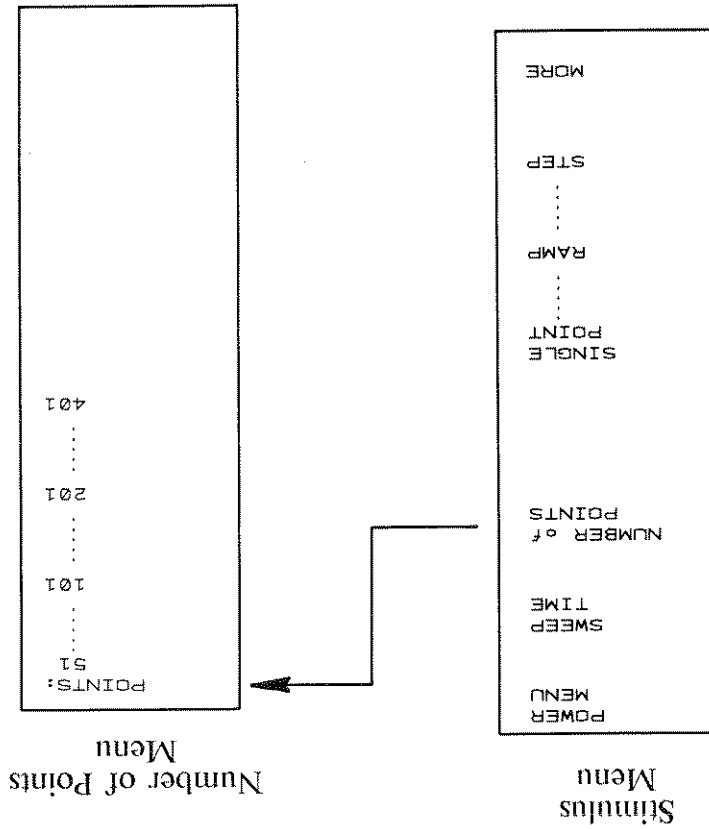 Stimulus
Menu
POWER
MENU
SWEEP
TIME
NUMBER of
POINTS
SINGLE
POINT
RAMP
STEP
MORE
Number of Points
Menu
POINTS:
51
101
201
401